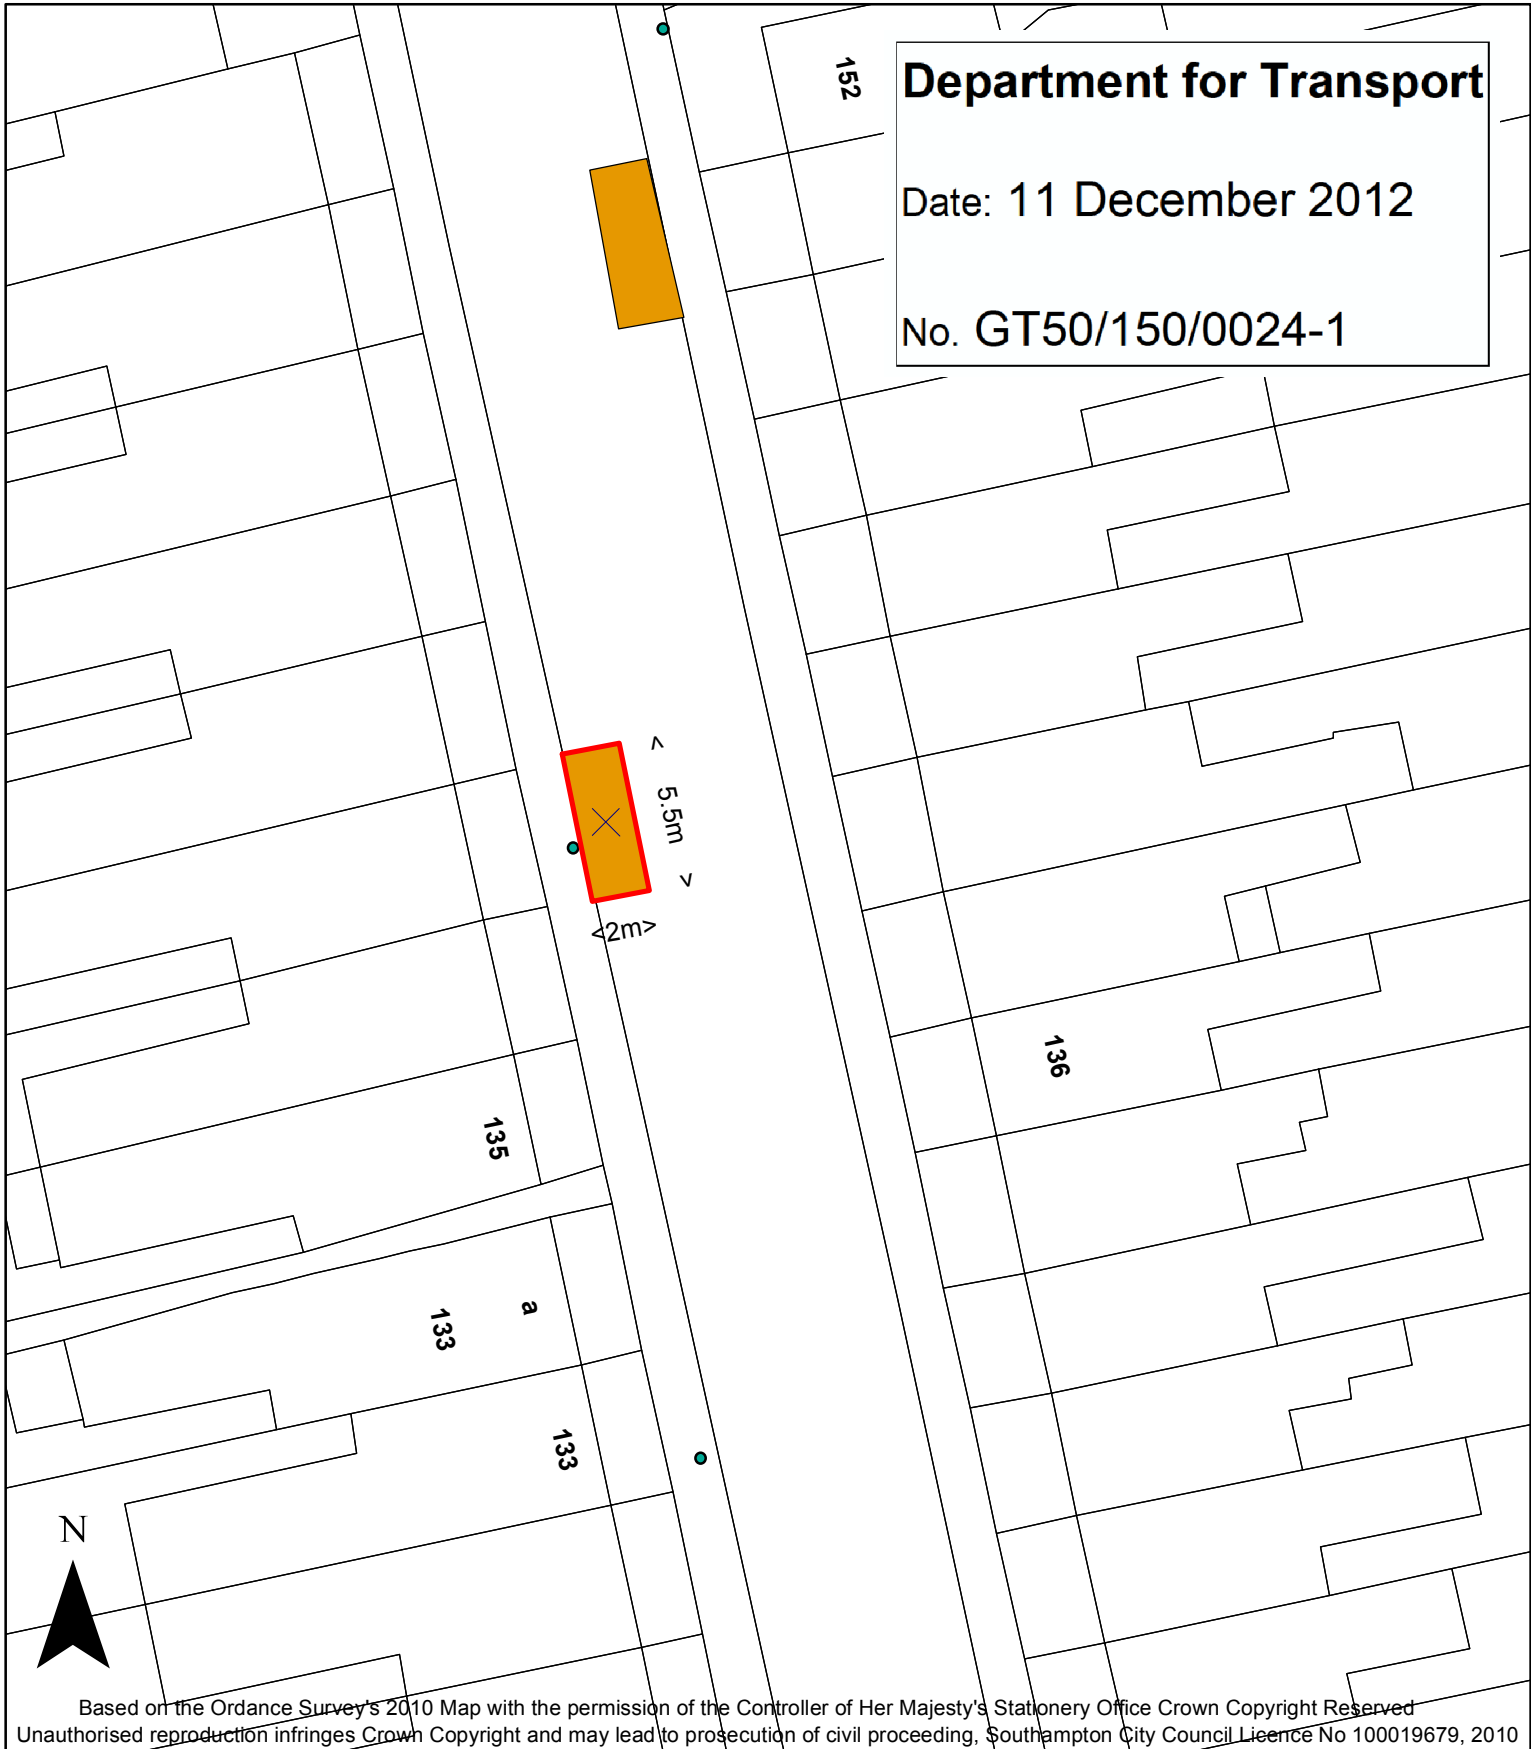 152
Department for Transport
Date: 11 December 2012
No. GT50/150/0024-1
<
5.5m
>
<2m>
136
135
a
133
133
N
Based on the Ordance Survey's 2010 Map with the permission of the Controller of Her Majesty's Stationery Office Crown Copyright Reserved
Unauthorised reproduction infringes Crown Copyright and may lead to prosecution of civil proceeding, Southampton City Council Licence No 100019679, 2010